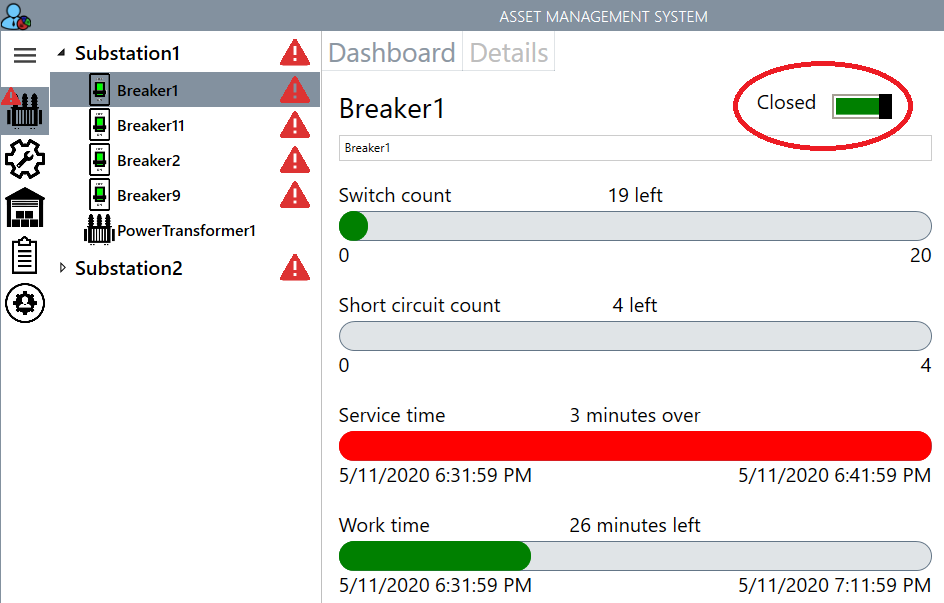 ASSET MANAGEMENT SYSTEM
Substation1
Breaker1
Breaker11
Breaker2
Breaker9
PowerTransformer1
Substation2
Dashboard Details
Breaker1
Closed
Breaker1
Switch count 19 left
0 20
Short circuit count 4 left
0 4
Service time 3 minutes over
5/11/2020 6:31:59 PM 5/11/2020 6:41:59 PM
Work time 26 minutes left
5/11/2020 6:31:59 PM 5/11/2020 7:11:59 PM